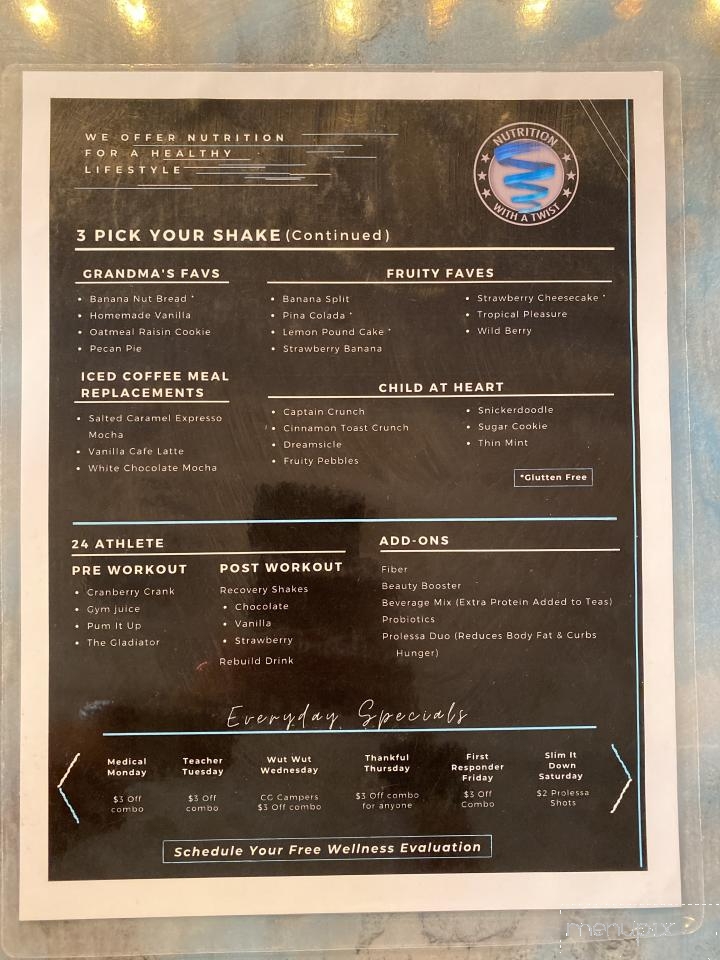 WE OFFER NUTRITION
FOR A HEALTHY
LIFESTYLE
NUTRITION
WITH A TWIST
3 PICK YOUR SHAKE (Continued)
GRANDMA'S FAVS
• Banana Nut Bread *
• Homemade Vanilla
• Oatmeal Raisin Cookie
• Pecan Pie
FRUITY FAVES
• Banana Split
• Pina Colada *
• Lemon Pound Cake *
• Strawberry Banana
• Strawberry Cheesecake *
• Tropical Pleasure
• Wild Berry
ICED COFFEE MEAL
REPLACEMENTS
• Salted Caramel Expresso
Mocha
• Vanilla Cafe Latte
• White Chocolate Mocha
CHILD AT HEART
• Captain Crunch
• Cinnamon Toast Crunch
• Dreamsicle
• Fruity Pebbles
• Snickerdoodle
• Sugar Cookie
• Thin Mint
*Glutten Free
24 ATHLETE
PRE WORKOUT
• Cranberry Crank
• Gym juice
• Pum It Up
• The Gladiator
POST WORKOUT
Recovery Shakes
• Chocolate
• Vanilla
• Strawberry
Rebuild Drink
ADD-ONS
Fiber
Beauty Booster
Beverage Mix (Extra Protein Added to Teas)
Probiotics
Prolessa Duo (Reduces Body Fat & Curbs
Hunger)
Everyday Specials
Medical
Monday
$3 Off
combo
Teacher
Tuesday
$3 Off
combo
Wut Wut
Wednesday
CG Campers
$3 Off combo
Thankful
Thursday
$3 Off combo
for anyone
First
Responder
Friday
$3 Off
Combo
Slim It
Down
Saturday
$2 Prolessa
Shots
Schedule Your Free Wellness Evaluation
menupix